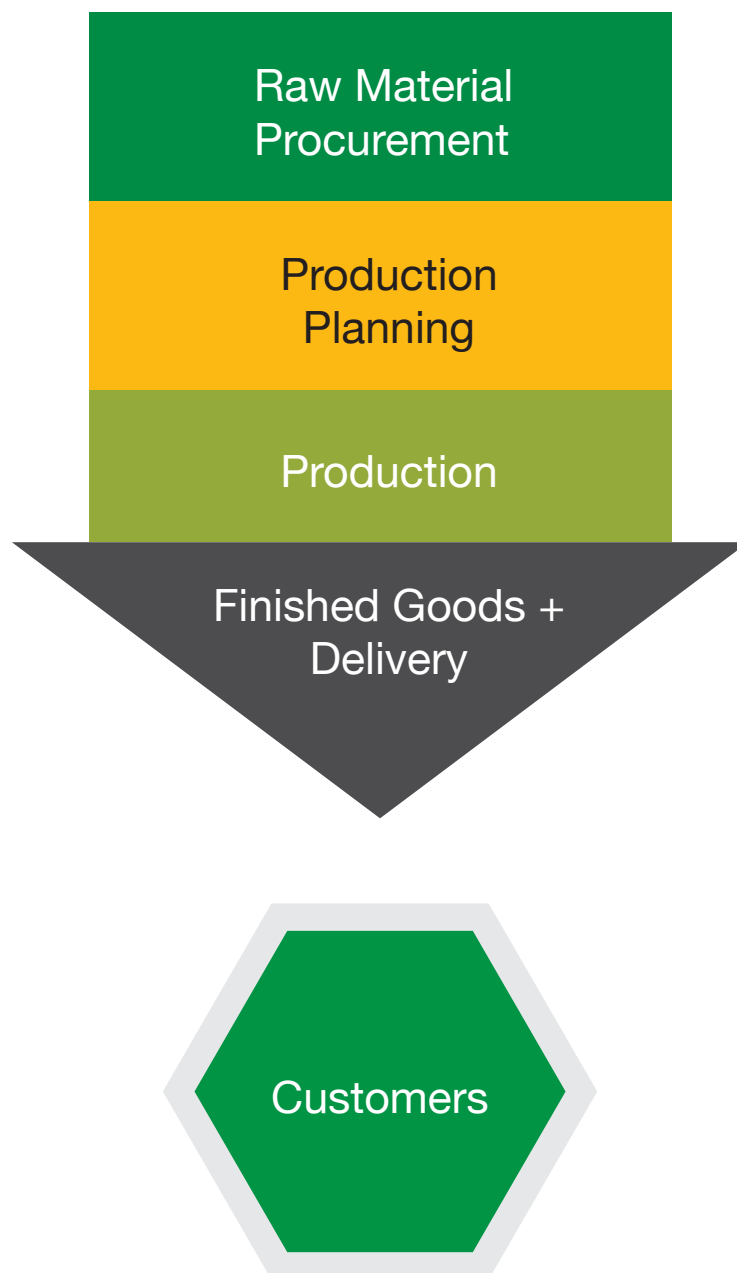 Raw Material
Procurement
Production
Planning
Production
Finished Goods +
Delivery
Customers